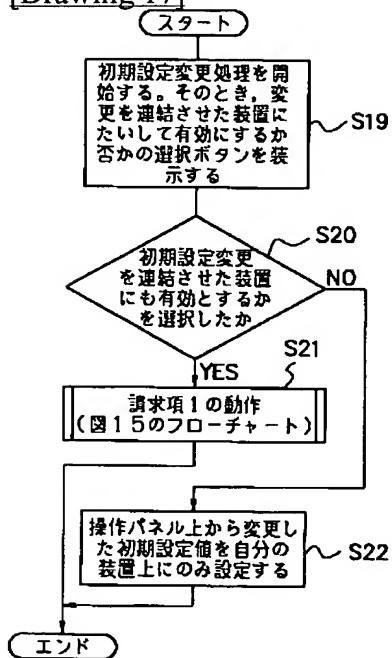 [Drawing 17]
スタート
初期設定変更処理を開
始する。そのとき，変
更を連結させた装置に
たいして有効にするか
否かの選択ボタンを装
示する
S19
初期設定変更
を連結させた装置
にも有効とするか
を選択したか
S20
NO
YES
S21
請求項1の動作
(図15のフローチャート)
操作パネル上から変更し
た初期設定値を自分の
装置上にのみ設定する
S22
エンド